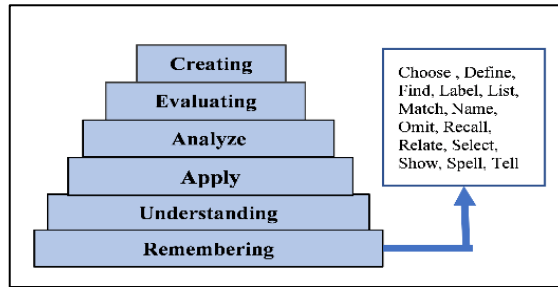 Creating
Evaluating
Analyze
Apply
Understanding
Remembering
Choose , Define,
Find, Label, List,
Match, Name,
Omit, Recall,
Relate, Select,
Show, Spell, Tell